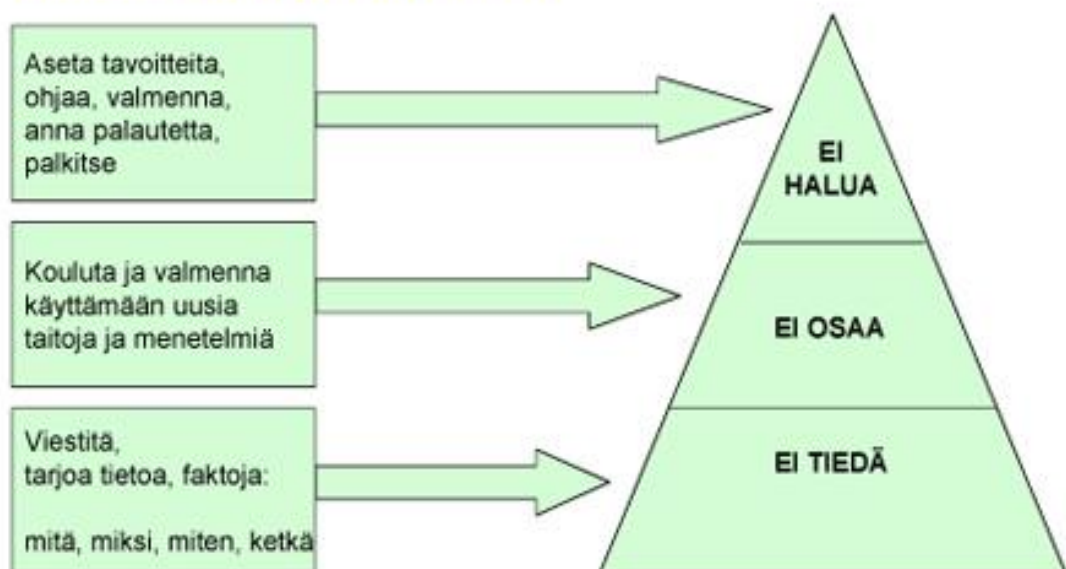 Aseta tavoitteita,
ohjaa, valmenna,
anna palautetta,
palkitse
EI
HALUA
Kouluta ja valmenna
käyttämään uusia
taitoja ja menetelmiä
EI OSAA
Viestitä,
tarjoa tietoa, faktoja:
mitä, miksi, miten, ketkä
EI TIEDÄ